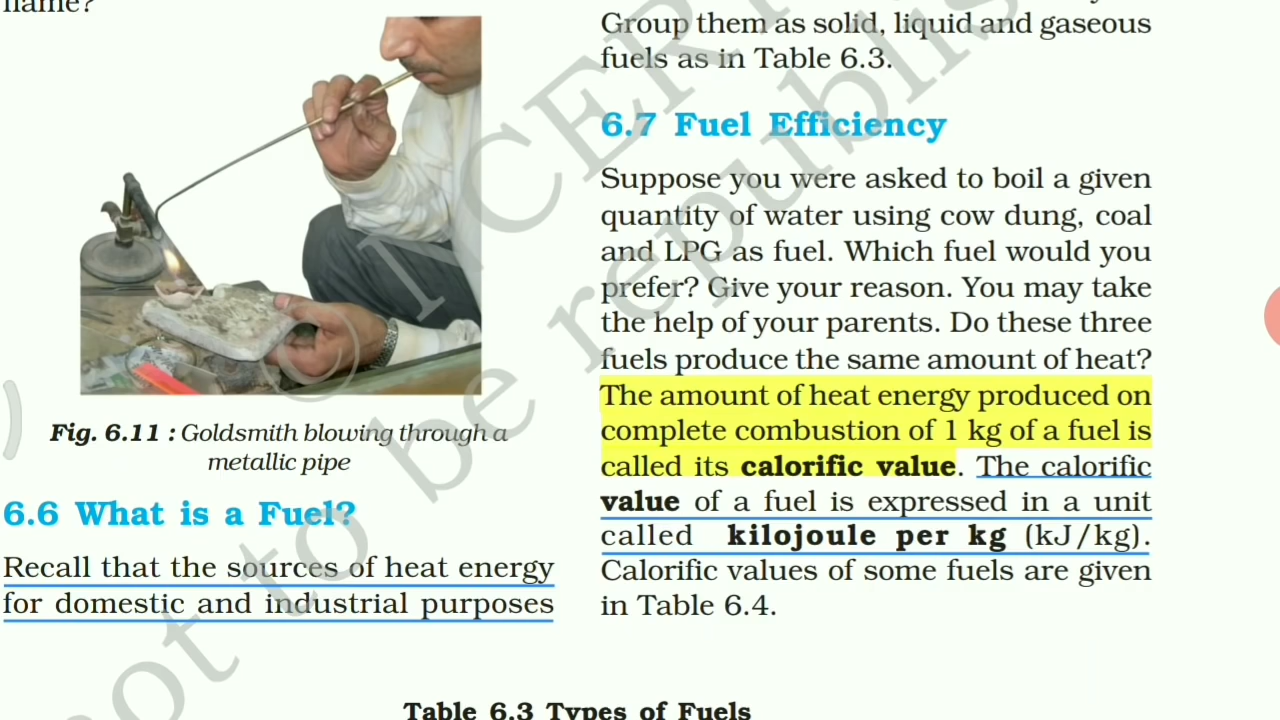 flame?
Fig. 6.11 : Goldsmith blowing through a
metallic pipe
6.6 What is a Fuel?
Recall that the sources of heat energy
for domestic and industrial purposes
Group them as solid, liquid and gaseous
fuels as in Table 6.3.
6.7 Fuel Efficiency
Suppose you were asked to boil a given
quantity of water using cow dung, coal
and LPG as fuel. Which fuel would you
prefer? Give your reason. You may take
the help of your parents. Do these three
fuels produce the same amount of heat?
The amount of heat energy produced on
complete combustion of 1 kg of a fuel is
called its calorific value. The calorific
value of a fuel is expressed in a unit
called kilojoule per kg (kJ/kg).
Calorific values of some fuels are given
in Table 6.4.
Table 6.3 Types of Fuels
© NCERT
not to be republis